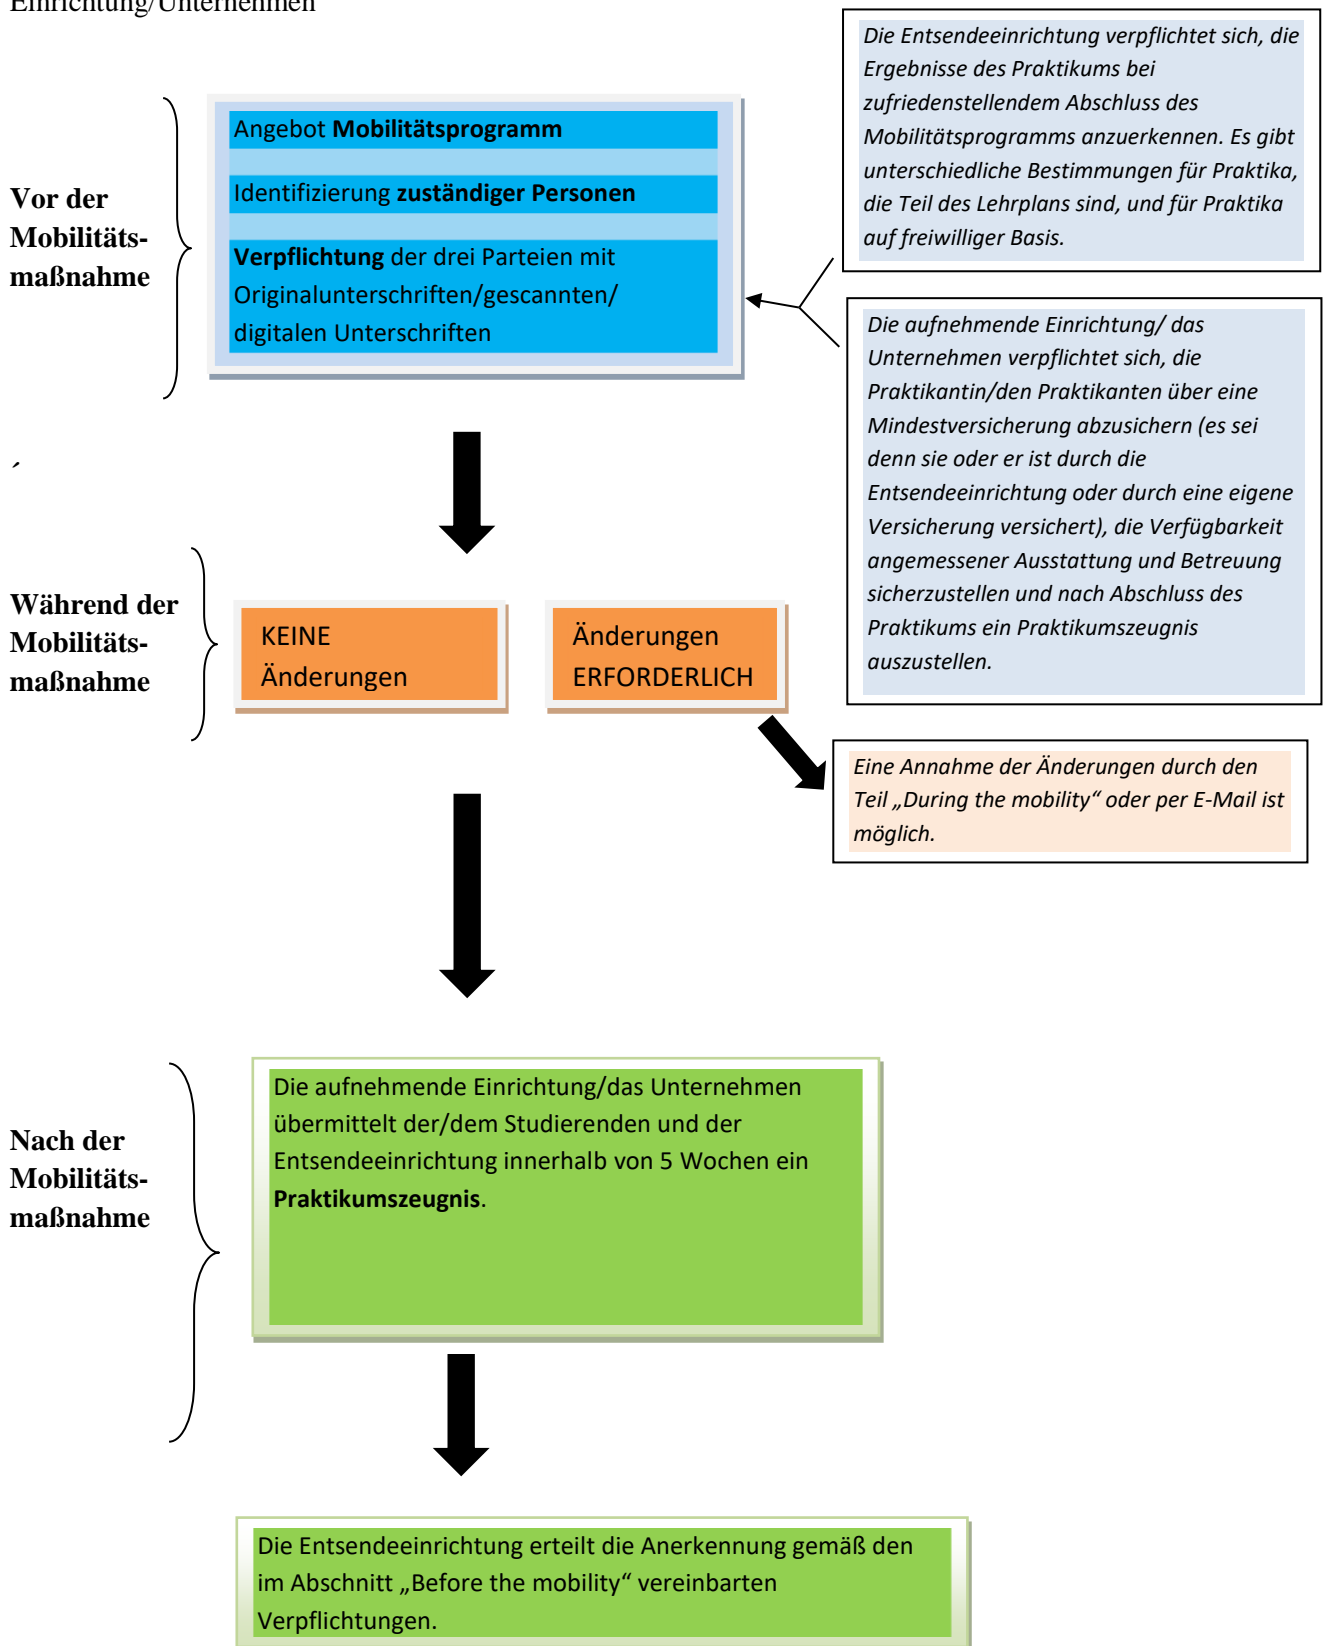 Einrichtung/Unternehmen
Die Entsendeeinrichtung verpflichtet sich, die
Ergebnisse des Praktikums bei
zufriedenstellendem Abschluss des
Mobilitätsprogramms anzuerkennen. Es gibt
unterschiedliche Bestimmungen für Praktika,
die Teil des Lehrplans sind, und für Praktika
auf freiwilliger Basis.
Vor der
Mobilitäts-
maßnahme
Angebot Mobilitätsprogramm
Identifizierung zuständiger Personen
Verpflichtung der drei Parteien mit
Originalunterschriften/gescannten/
digitalen Unterschriften
Die aufnehmende Einrichtung/ das
Unternehmen verpflichtet sich, die
Praktikantin/den Praktikanten über eine
Mindestversicherung abzusichern (es sei
denn sie oder er ist durch die
Entsendeeinrichtung oder durch eine eigene
Versicherung versichert), die Verfügbarkeit
angemessener Ausstattung und Betreuung
sicherzustellen und nach Abschluss des
Praktikums ein Praktikumszeugnis
auszustellen.
´
Während der
Mobilitäts-
maßnahme
KEINE
Änderungen
Änderungen
ERFORDERLICH
Eine Annahme der Änderungen durch den
Teil „During the mobility“ oder per E-Mail ist
möglich.
Nach der
Mobilitäts-
maßnahme
Die aufnehmende Einrichtung/das Unternehmen
übermittelt der/dem Studierenden und der
Entsendeeinrichtung innerhalb von 5 Wochen ein
Praktikumszeugnis.
Die Entsendeeinrichtung erteilt die Anerkennung gemäß den
im Abschnitt „Before the mobility“ vereinbarten
Verpflichtungen.